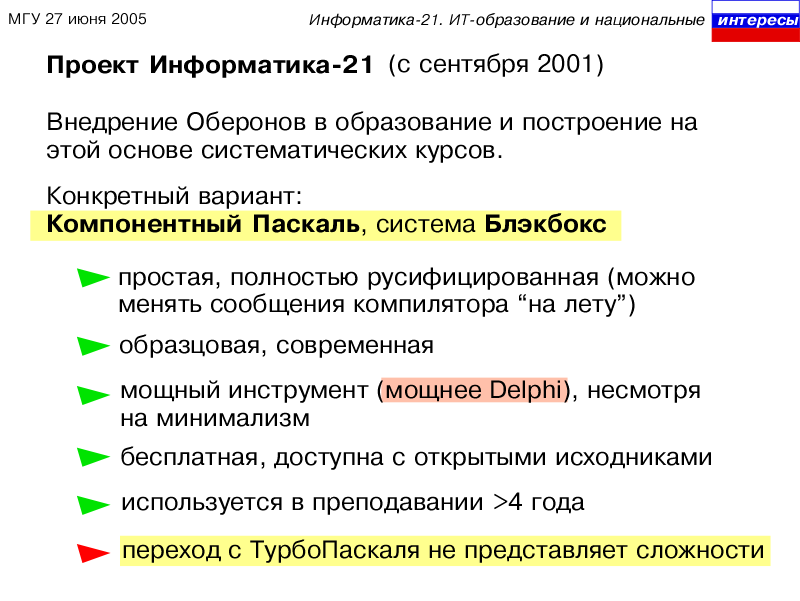 МГУ 27 июня 2005
Информатика-21. ИТ-образование и национальные интересы
Проект Информатика-21 (с сентября 2001)
Внедрение Оберонов в образование и построение на
этой основе систематических курсов.
Конкретный вариант:
Компонентный Паскаль, система Блэкбокс
простая, полностью русифицированная (можно
менять сообщения компилятора “на лету”)
образцовая, современная
мощный инструмент (мощнее Delphi), несмотря
на минимализм
бесплатная, доступна с открытыми исходниками
используется в преподавании >4 года
переход с ТурбоПаскаля не представляет сложности